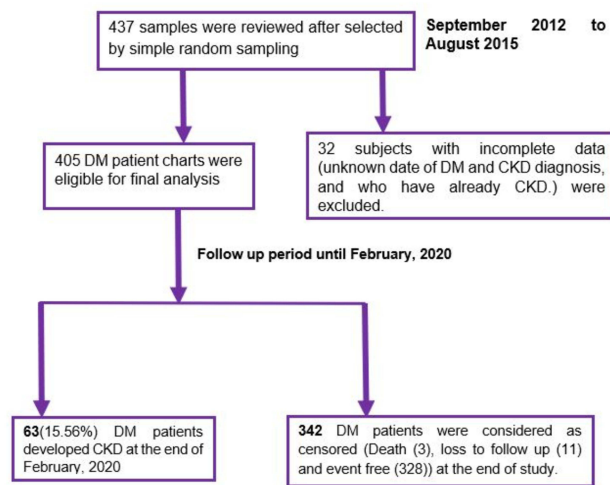 437 samples were reviewed after selected
by simple random sampling
September 2012 to
August 2015
405 DM patient charts were
eligible for final analysis
32 subjects with incomplete data
(unknown date of DM and CKD diagnosis,
and who have already CKD.) were
excluded.
Follow up period until February, 2020
63(15.56%) DM patients
developed CKD at the end of
February, 2020
342 DM patients were considered as
censored (Death (3), loss to follow up (11)
and event free (328)) at the end of study.